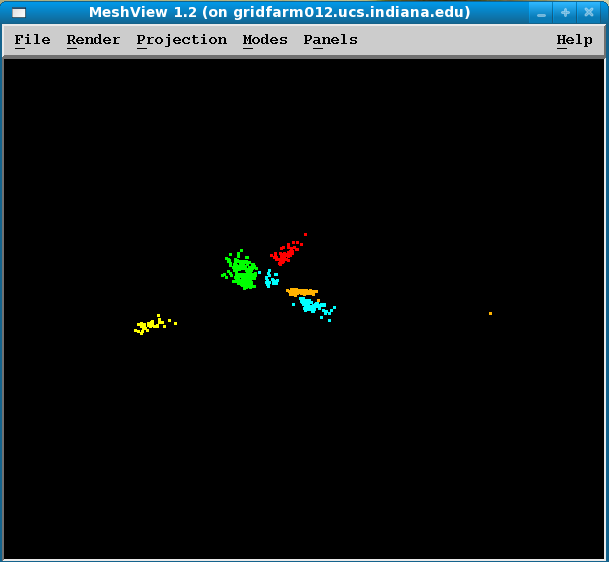 MeshView 1.2 (on gridfarm012.ucs.indiana.edu)
File Render Projection Modes Panels Help